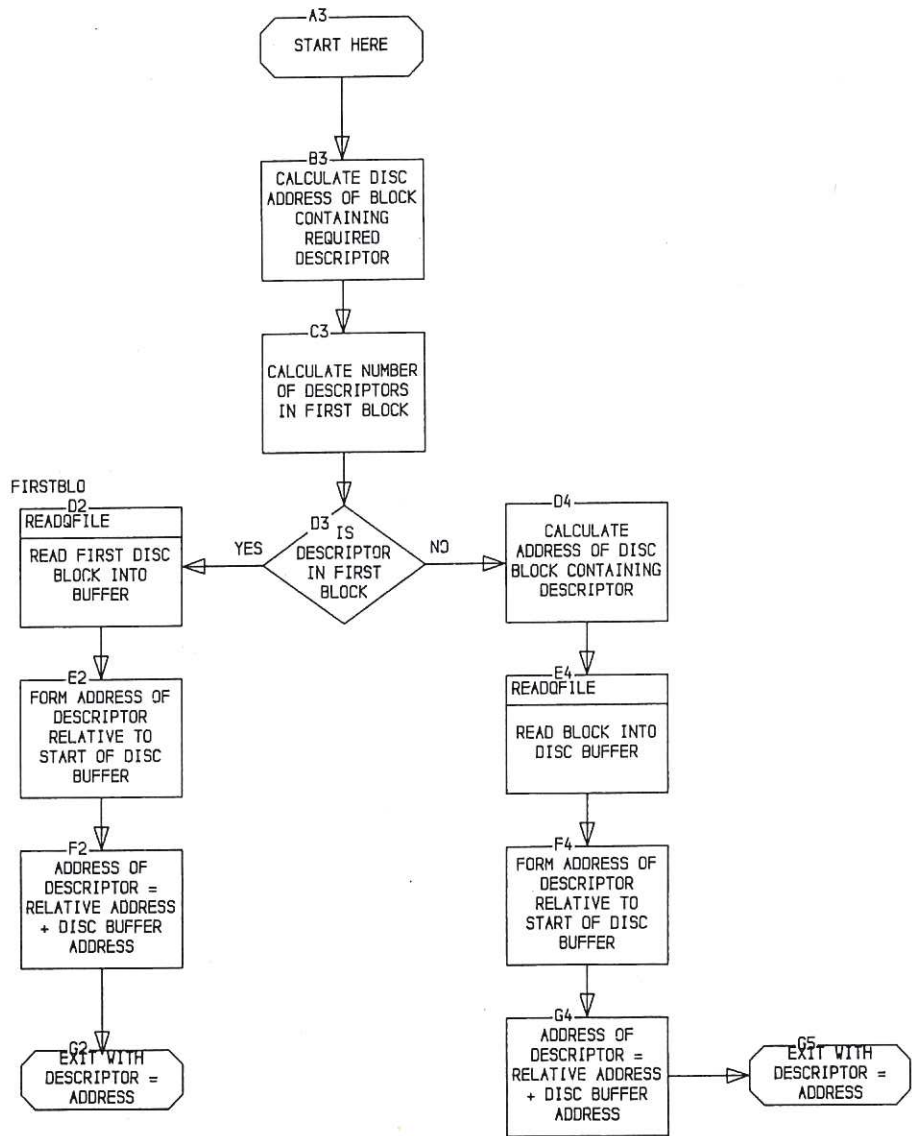 A3
START HERE
B3
CALCULATE DISC
ADDRESS OF BLOCK
CONTAINING
REQUIRED
DESCRIPTOR
C3
CALCULATE NUMBER
OF DESCRIPTORS
IN FIRST BLOCK
D3
IS
DESCRIPTOR
IN FIRST
BLOCK
YES
NO
FIRSTBLO
D2
READQFILE
READ FIRST DISC
BLOCK INTO
BUFFER
E2
FORM ADDRESS OF
DESCRIPTOR
RELATIVE TO
START OF DISC
BUFFER
F2
ADDRESS OF
DESCRIPTOR =
RELATIVE ADDRESS
+ DISC BUFFER
ADDRESS
G2
EXIT WITH
DESCRIPTOR =
ADDRESS
D4
CALCULATE
ADDRESS OF DISC
BLOCK CONTAINING
DESCRIPTOR
E4
READQFILE
READ BLOCK INTO
DISC BUFFER
F4
FORM ADDRESS OF
DESCRIPTOR
RELATIVE TO
START OF DISC
BUFFER
G4
ADDRESS OF
DESCRIPTOR =
RELATIVE ADDRESS
+ DISC BUFFER
ADDRESS
G5
EXIT WITH
DESCRIPTOR =
ADDRESS